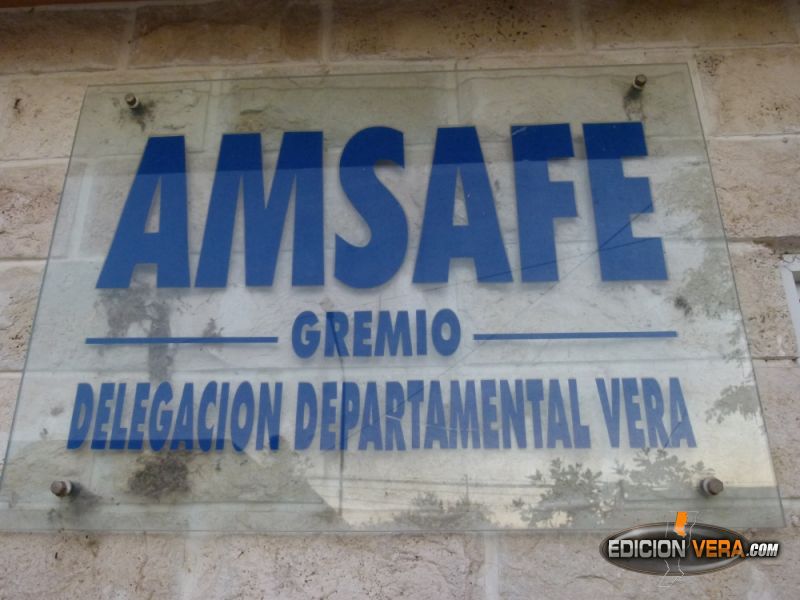 AMSAFE
GREMIO
DELEGACION DEPARTAMENTAL VERA
EDICION VERA.COM